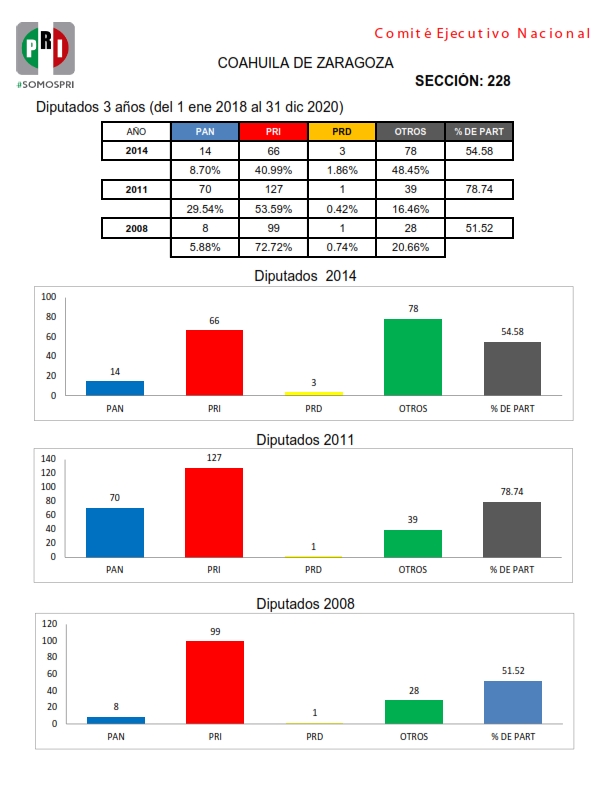 PRI
#SOMOSPRI
Comité Ejecutivo Nacional
COAHUILA DE ZARAGOZA
SECCIÓN: 228
Diputados 3 años (del 1 ene 2018 al 31 dic 2020)
AÑO PAN PRI PRD OTROS % DE PART
2014 14 66 3 78 54.58
8.70% 40.99% 1.86% 48.45%
2011 70 127 1 39 78.74
29.54% 53.59% 0.42% 16.46%
2008 8 99 1 28 51.52
5.88% 72.72% 0.74% 20.66%
Diputados 2014
100
80
60
40
20
0
14 66 3 78 54.58
PAN PRI PRD OTROS % DE PART
Diputados 2011
140
120
100
80
60
40
20
0
70 127 1 39 78.74
PAN PRI PRD OTROS % DE PART
Diputados 2008
120
100
80
60
40
20
0
8 99 1 28 51.52
PAN PRI PRD OTROS % DE PART